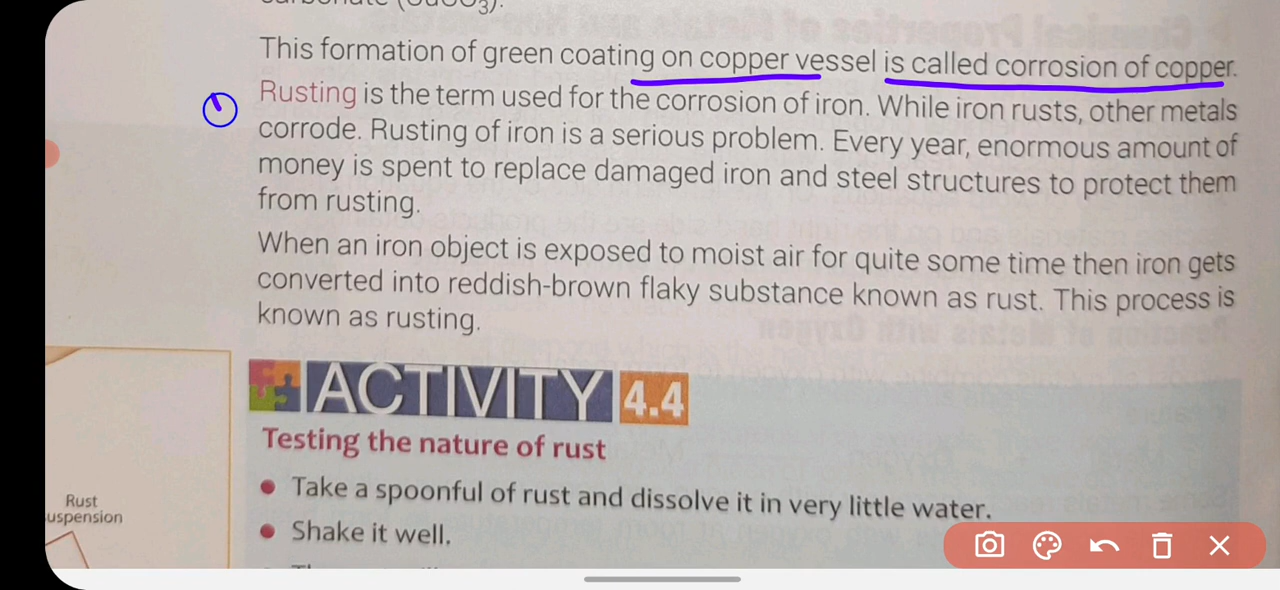 This formation of green coating on copper vessel is called corrosion of copper.
Rusting is the term used for the corrosion of iron. While iron rusts, other metals
corrode. Rusting of iron is a serious problem. Every year, enormous amount of
money is spent to replace damaged iron and steel structures to protect them
from rusting.
When an iron object is exposed to moist air for quite some time then iron gets
converted into reddish-brown flaky substance known as rust. This process is
known as rusting.
ACTIVITY 4.4
Testing the nature of rust
• Take a spoonful of rust and dissolve it in very little water.
• Shake it well.
Rust
uspension